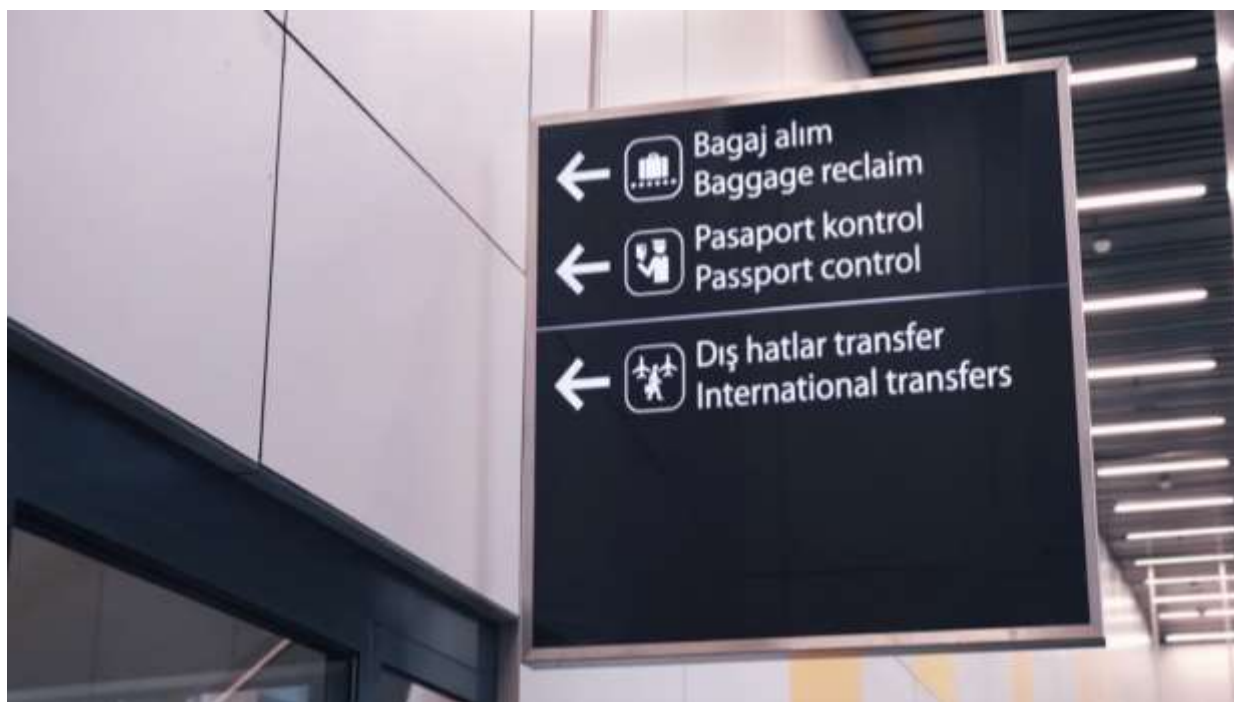 Bagaj alım
Baggage reclaim
Pasaport kontrol
Passport control
Dış hatlar transfer
International transfers